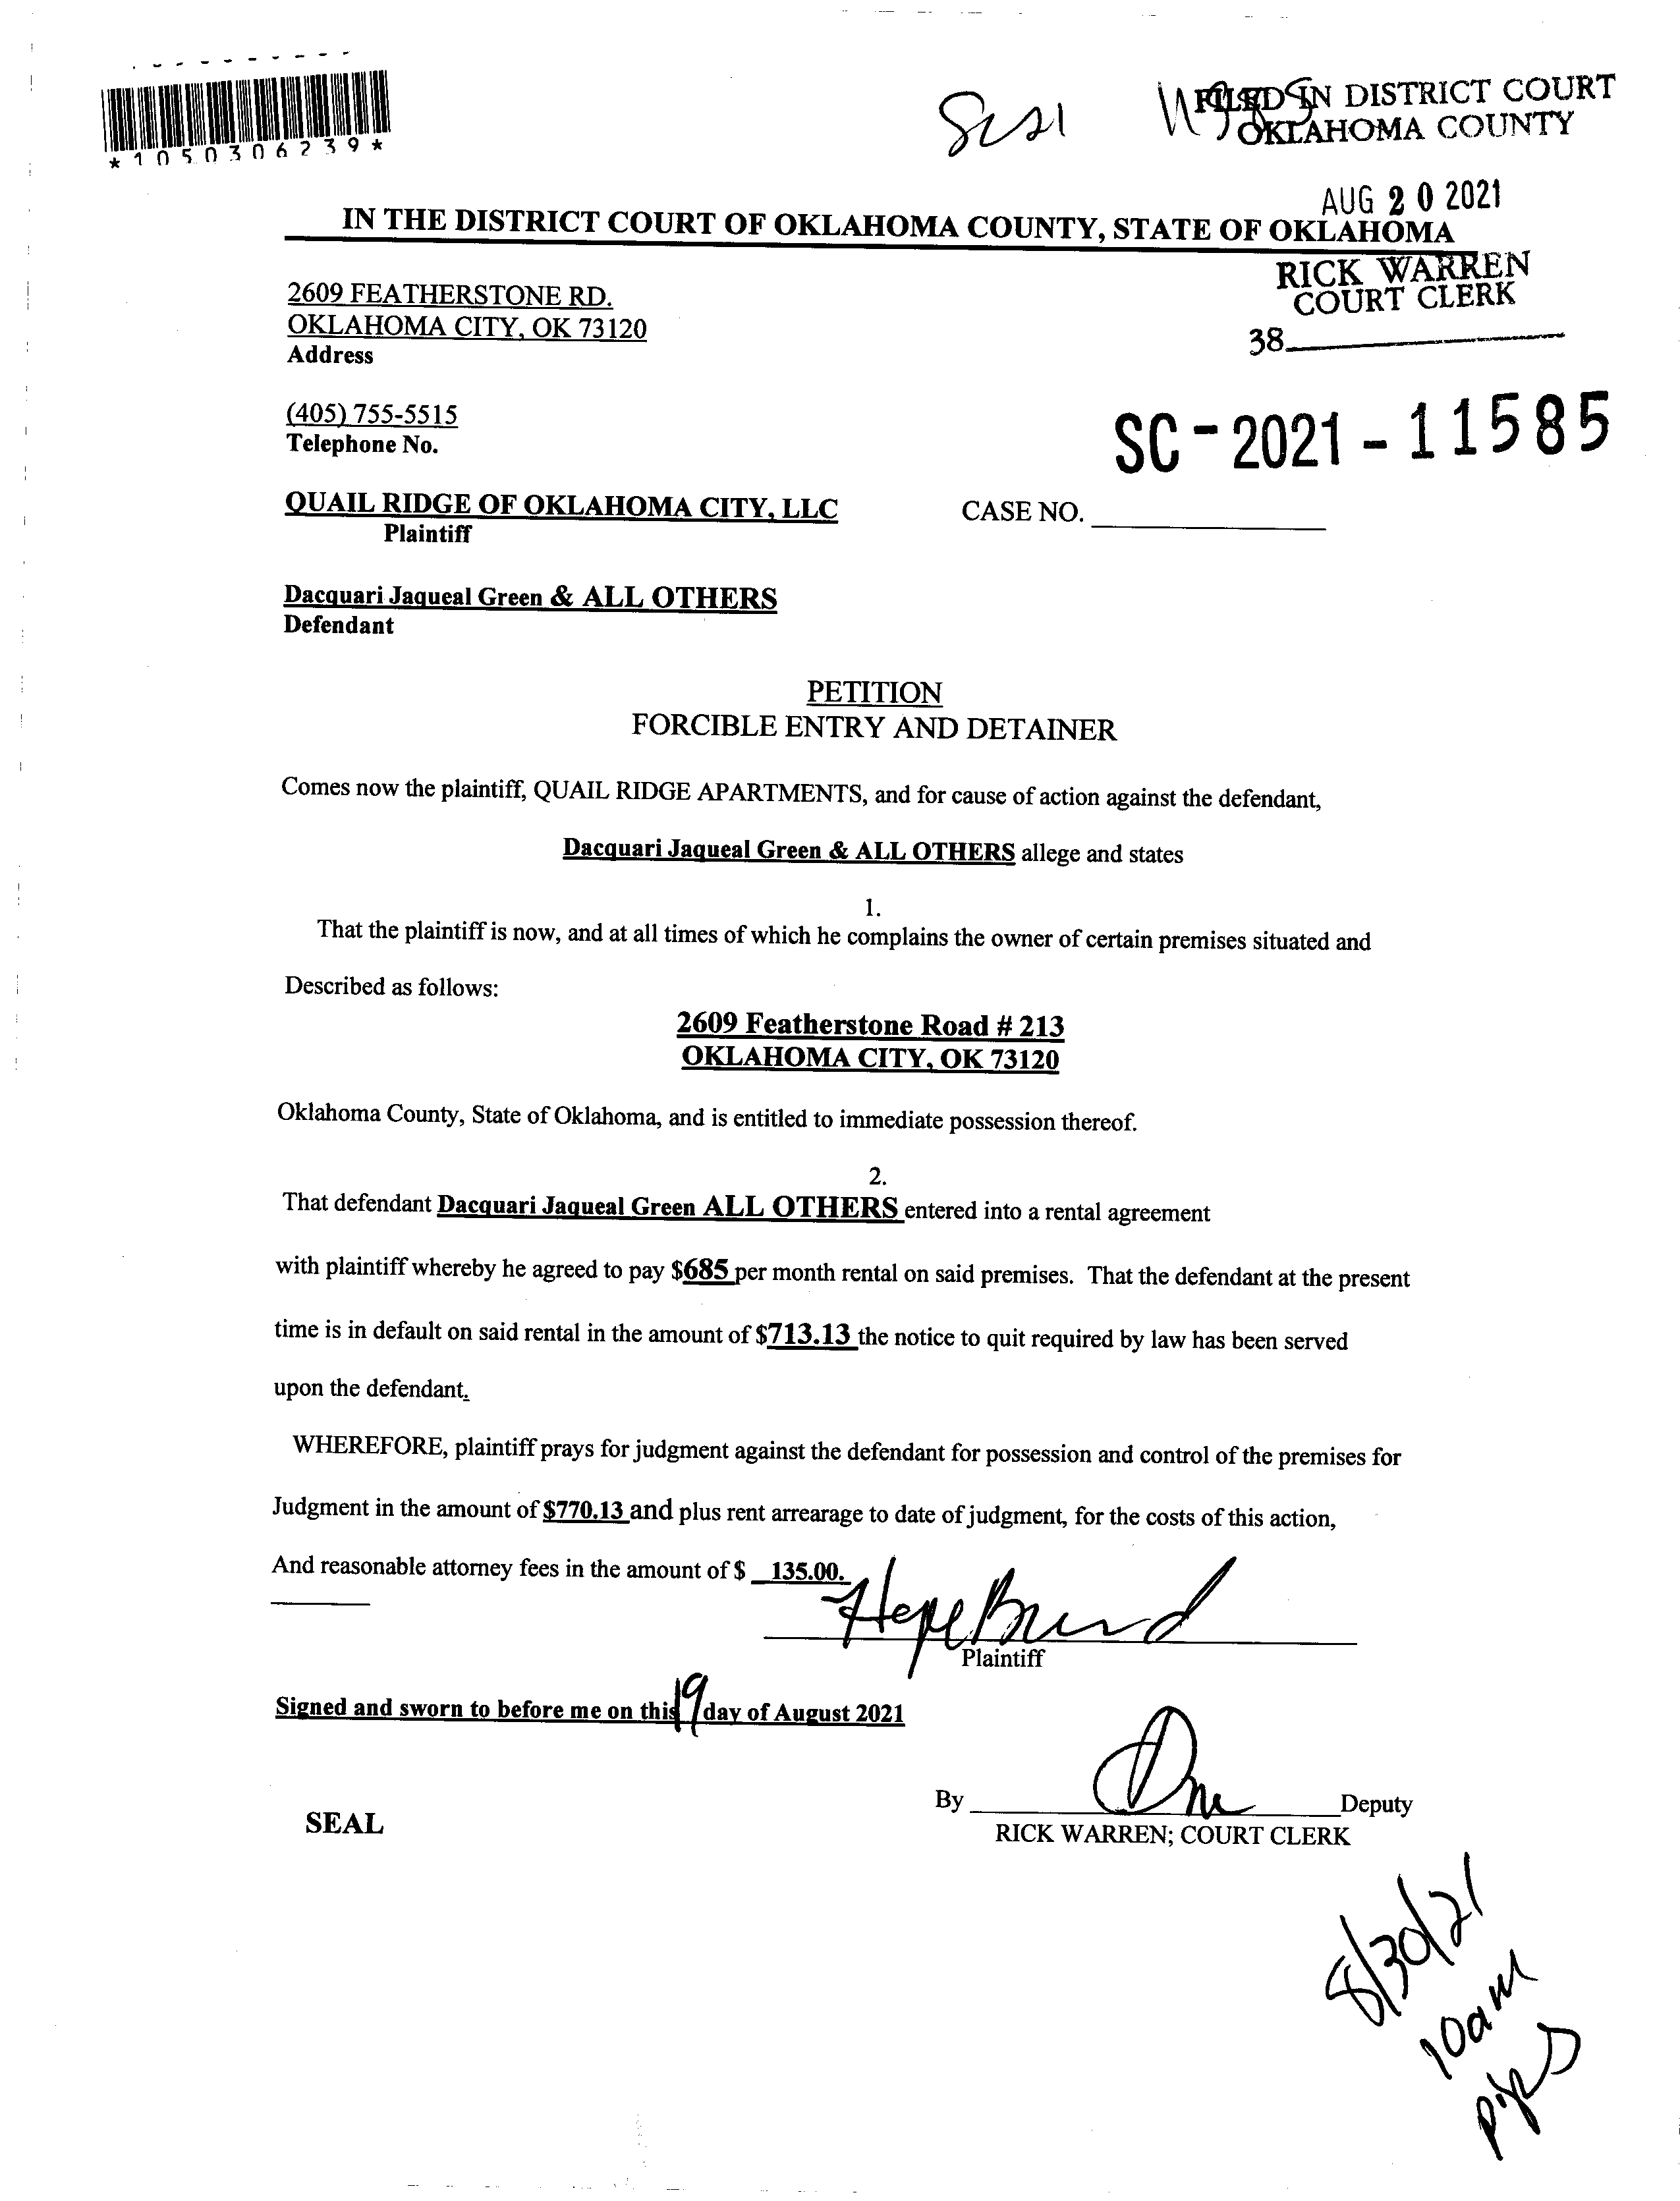 *1050306239*
SC21 11585
FILED IN DISTRICT COURT
OKLAHOMA COUNTY
AUG 20 2021
IN THE DISTRICT COURT OF OKLAHOMA COUNTY, STATE OF OKLAHOMA
RICK WARREN
COURT CLERK
38
2609 FEATHERSTONE RD.
OKLAHOMA CITY, OK 73120
Address
(405) 755-5515
Telephone No.
SC-2021-11585
QUAIL RIDGE OF OKLAHOMA CITY, LLC
CASE NO.
Plaintiff
Dacquari Jaqueal Green & ALL OTHERS
Defendant
PETITION
FORCIBLE ENTRY AND DETAINER
Comes now the plaintiff, QUAIL RIDGE APARTMENTS, and for cause of action against the defendant,
Dacquari Jaqueal Green & ALL OTHERS allege and states
1.
That the plaintiff is now, and at all times of which he complains the owner of certain premises situated and
Described as follows:
2609 Featherstone Road # 213
OKLAHOMA CITY, OK 73120
Oklahoma County, State of Oklahoma, and is entitled to immediate possession thereof.
2.
That defendant Dacquari Jaqueal Green ALL OTHERS entered into a rental agreement
with plaintiff whereby he agreed to pay $685 per month rental on said premises. That the defendant at the present
time is in default on said rental in the amount of $713.13 the notice to quit required by law has been served
upon the defendant.
WHEREFORE, plaintiff prays for judgment against the defendant for possession and control of the premises for
Judgment in the amount of $770.13 and plus rent arrearage to date of judgment, for the costs of this action,
And reasonable attorney fees in the amount of $ 135.00.
Plaintiff
Signed and sworn to before me on this 19 day of August 2021
By Deputy
RICK WARREN; COURT CLERK
SEAL
8/30/21
10am